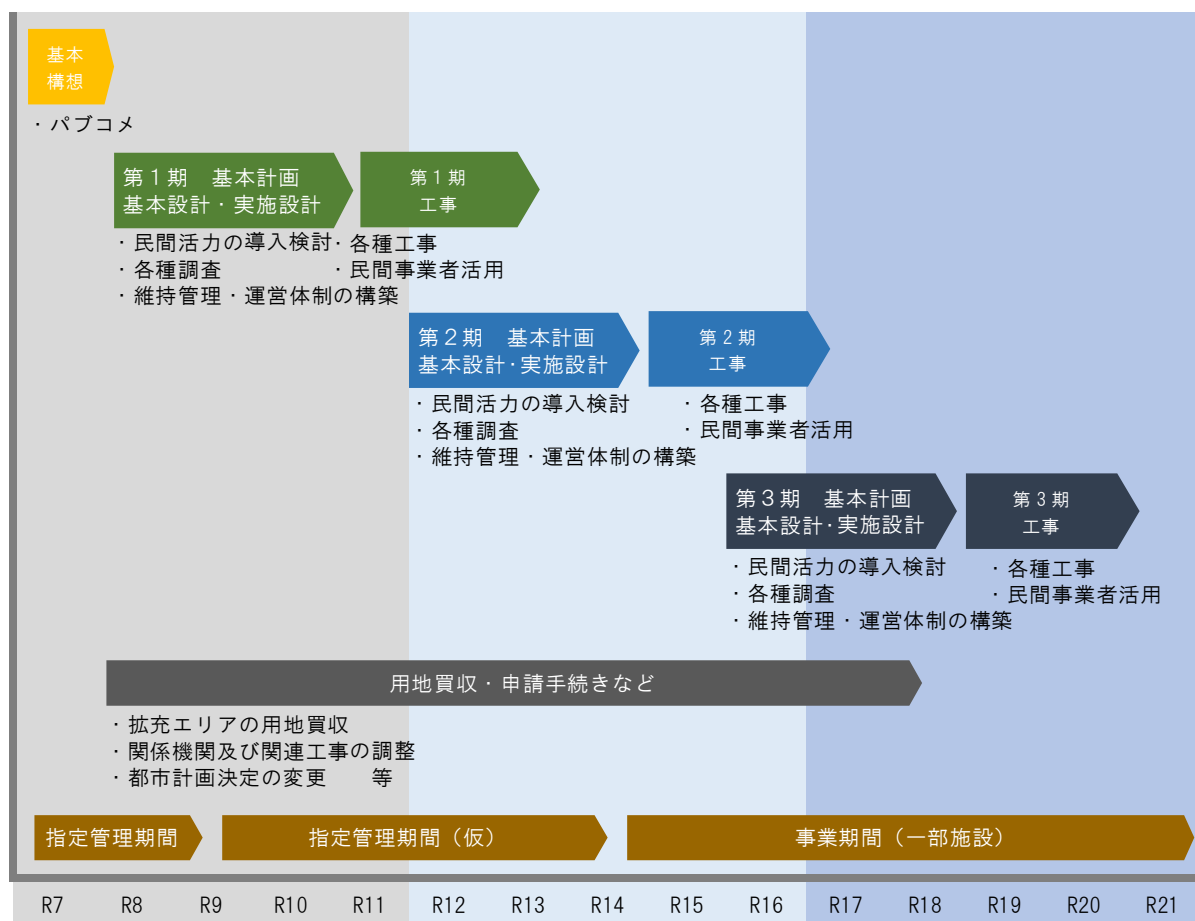 基本
構想
・パブコメ
第１期　基本計画
基本設計・実施設計
第１期
工事
・民間活力の導入検討
・各種調査
・維持管理・運営体制の構築
・各種工事
・民間事業者活用
第２期　基本計画
基本設計・実施設計
第２期
工事
・民間活力の導入検討
・各種調査
・維持管理・運営体制の構築
・各種工事
・民間事業者活用
第３期　基本計画
基本設計・実施設計
第３期
工事
・民間活力の導入検討
・各種調査
・維持管理・運営体制の構築
・各種工事
・民間事業者活用
用地買収・申請手続きなど
・拡充エリアの用地買収
・関係機関及び関連工事の調整
・都市計画決定の変更　　等
指定管理期間
指定管理期間（仮）
事業期間（一部施設）
R7 R8 R9 R10 R11 R12 R13 R14 R15 R16 R17 R18 R19 R20 R21